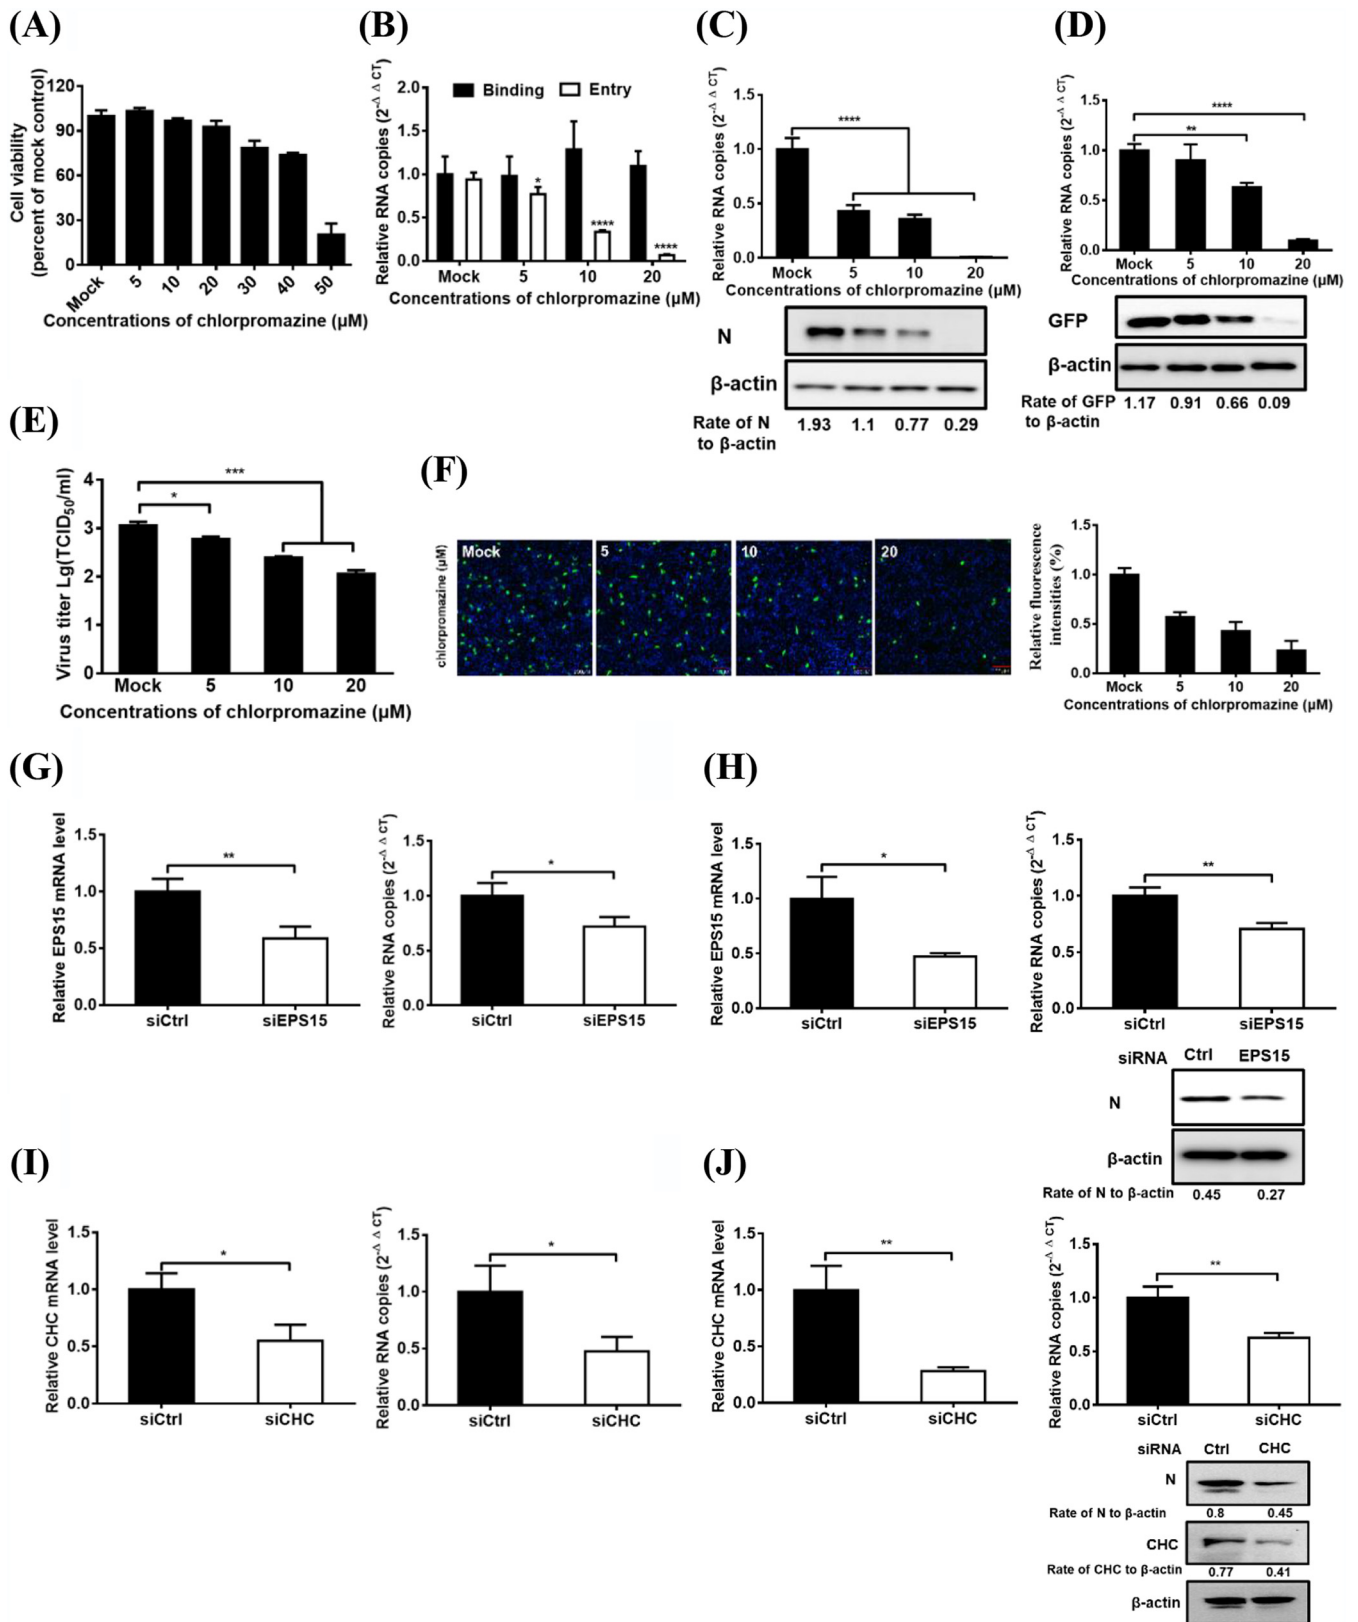 (A)
Cell viability
(percent of mock control)
120
90
60
30
0
Mock 5 10 20 30 40 50
Concentrations of chlorpromazine (μM)
(B)
Relative RNA copies (2-Δ Δ CT)
2.0
1.5
1.0
0.5
0.0
Binding Entry
*
****
****
Mock 5 10 20
Concentrations of chlorpromazine (μM)
(C)
Relative RNA copies (2-Δ Δ CT)
1.5
1.0
0.5
0.0
****
Mock 5 10 20
Concentrations of chlorpromazine (μM)
N
β-actin
Rate of N 1.93 1.1 0.77 0.29
to β-actin
(D)
Relative RNA copies (2-Δ Δ CT)
1.5
1.0
0.5
0.0
****
**
Mock 5 10 20
Concentrations of chlorpromazine (μM)
GFP
β-actin
Rate of GFP 1.17 0.91 0.66 0.09
to β-actin
(E)
Virus titer Lg(TCID50/ml)
4
3
2
1
0
***
*
Mock 5 10 20
Concentrations of chlorpromazine (μM)
(F)
chlorpromazine (μM)
Mock 5 10 20
Relative fluorescence
intensities (%)
1.5
1.0
0.5
0.0
Mock 5 10 20
Concentrations of chlorpromazine (μM)
(G)
Relative EPS15 mRNA level
1.5
1.0
0.5
0.0
**
siCtrl siEPS15
Relative RNA copies (2-Δ Δ CT)
1.5
1.0
0.5
0.0
*
siCtrl siEPS15
(H)
Relative EPS15 mRNA level
1.5
1.0
0.5
0.0
*
siCtrl siEPS15
Relative RNA copies (2-Δ Δ CT)
1.5
1.0
0.5
0.0
**
siCtrl siEPS15
siRNA Ctrl EPS15
N
β-actin
Rate of N to β-actin 0.45 0.27
(I)
Relative CHC mRNA level
1.5
1.0
0.5
0.0
*
siCtrl siCHC
Relative RNA copies (2-Δ Δ CT)
1.5
1.0
0.5
0.0
*
siCtrl siCHC
(J)
Relative CHC mRNA level
1.5
1.0
0.5
0.0
**
siCtrl siCHC
Relative RNA copies (2-Δ Δ CT)
1.5
1.0
0.5
0.0
**
siCtrl siCHC
siRNA Ctrl CHC
N
Rate of N to β-actin 0.8 0.45
CHC
Rate of CHC to β-actin 0.77 0.41
β-actin